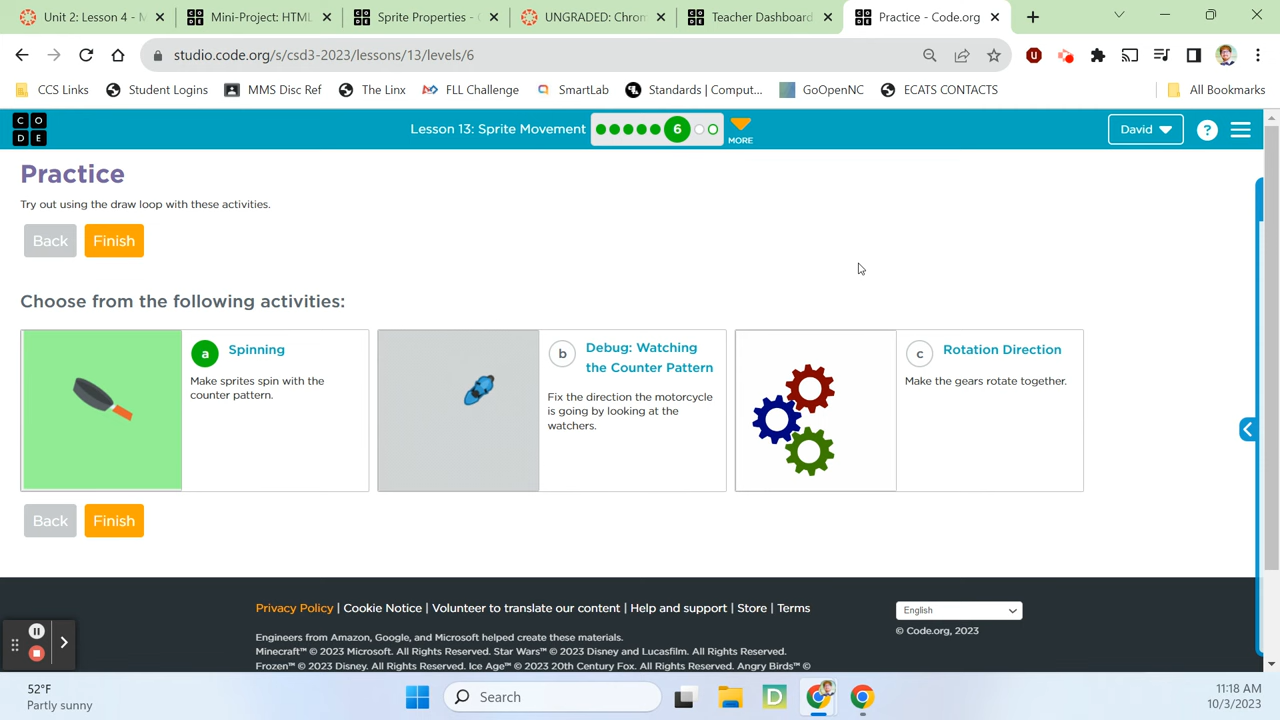 Unit 2: Lesson 4 - M
Mini-Project: HTML
Sprite Properties - C
UNGRADED: Chrom
Teacher Dashboard
Practice - Code.org
studio.code.org/s/csd3-2023/lessons/13/levels/6
CCS Links
Student Logins
MMS Disc Ref
The Linx
FLL Challenge
SmartLab
Standards | Comput...
GoOpenNC
ECATS CONTACTS
All Bookmarks
CODE
Lesson 13: Sprite Movement
6
MORE
David
?
Practice
Try out using the draw loop with these activities.
Back
Finish
Choose from the following activities:
a
Spinning
Make sprites spin with the
counter pattern.
b
Debug: Watching
the Counter Pattern
Fix the direction the motorcycle
is going by looking at the
watchers.
c
Rotation Direction
Make the gears rotate together.
Back
Finish
Privacy Policy | Cookie Notice | Volunteer to translate our content | Help and support | Store | Terms
English
© Code.org, 2023
Engineers from Amazon, Google, and Microsoft helped create these materials.
Minecraft™ © 2023 Microsoft. All Rights Reserved. Star Wars™ © 2023 Disney and Lucasfilm. All Rights Reserved.
Frozen™ © 2023 Disney. All Rights Reserved. Ice Age™ © 2023 20th Century Fox. All Rights Reserved. Angry Birds™ ©
52°F
Partly sunny
Search
D
11:18 AM
10/3/2023